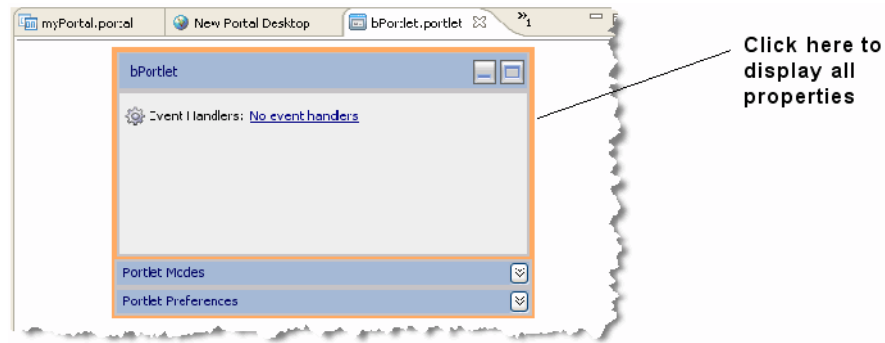 myPortal.portal
New Portal Desktop
bPortlet.portlet
»1
Click here to
display all
properties
bPortlet
Event Handlers: No event handlers
Portlet Modes
Portlet Preferences